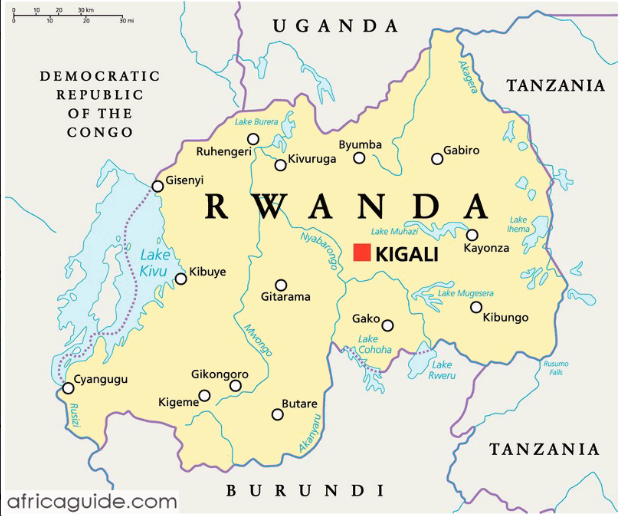 0 10 20 30 km
0 10 20 30 mi
UGANDA
DEMOCRATIC
REPUBLIC
OF THE
CONGO
TANZANIA
Akagera
Lake Burera
Ruhengeri
Kivuruga
Byumba
Gabiro
Gisenyi
RWANDA
Lake
Ihema
Lake Muhazi
Kayonza
Nyabarongo
KIGALI
Lake
Kivu
Kibuye
Gitarama
Lake Mugesera
Kibungo
Gako
Mwongo
Lake
Cohoha
Lake
Rweru
Rusumo
Falls
Cyangugu
Gikongoro
Kigeme
Butare
Rusizi
Akanyaru
TANZANIA
BURUNDI
africaguide.com